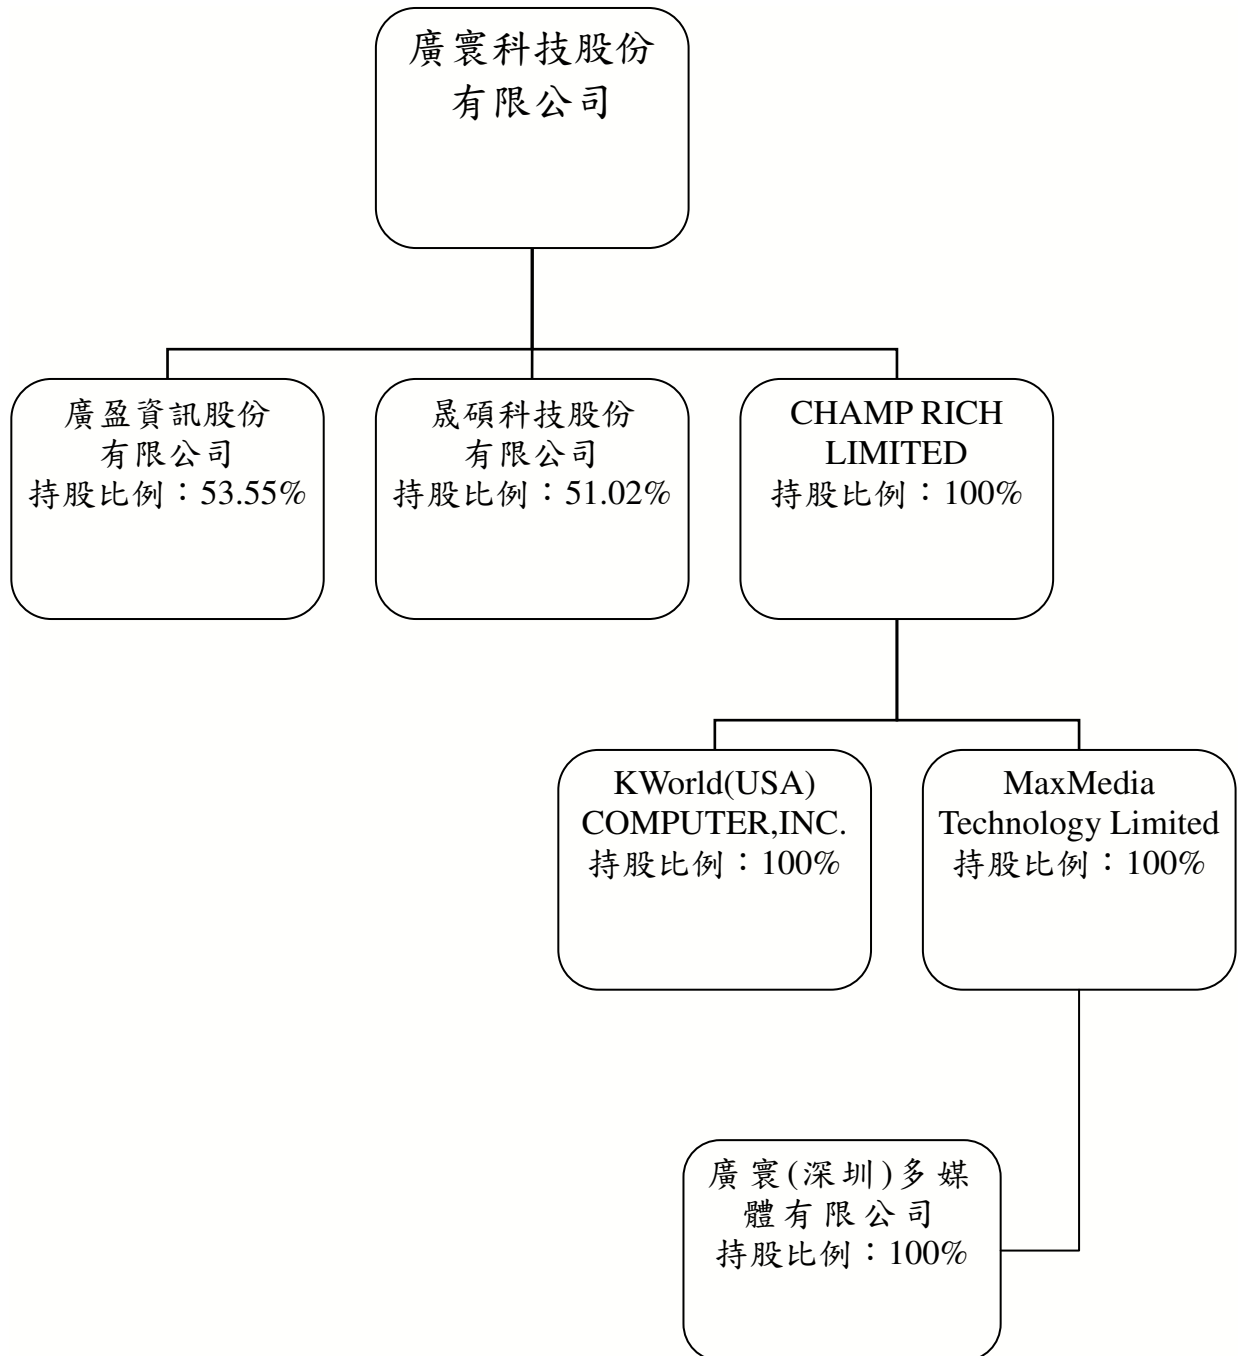 廣寰科技股份
有限公司
廣盈資訊股份
有限公司
持股比例：53.55%
晟碩科技股份
有限公司
持股比例：51.02%
CHAMP RICH
LIMITED
持股比例：100%
KWorld(USA)
COMPUTER,INC.
持股比例：100%
MaxMedia
Technology Limited
持股比例：100%
廣寰(深圳)多媒
體有限公司
持股比例：100%